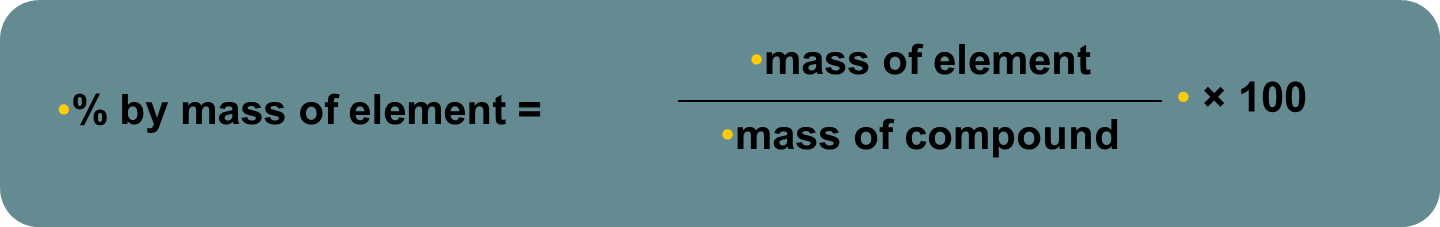 •% by mass of element =
•mass of element
•mass of compound
• × 100